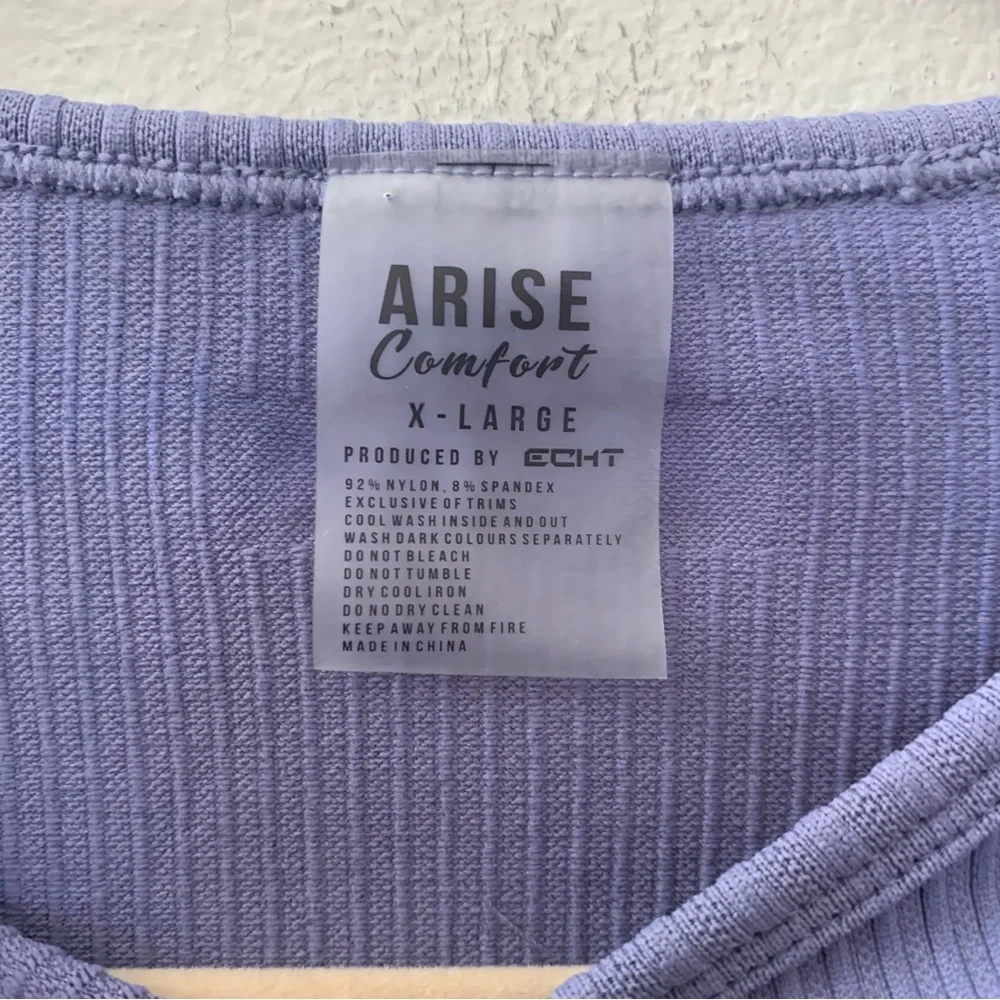 ARISE
Comfort
X-LARGE
PRODUCED BY ECHT
92% NYLON, 8% SPANDEX
EXCLUSIVE OF TRIMS
COOL WASH INSIDE AND OUT
WASH DARK COLOURS SEPARATELY
DO NOT BLEACH
DO NOT TUMBLE
DRY COOL IRON
DO NO DRY CLEAN
KEEP AWAY FROM FIRE
MADE IN CHINA